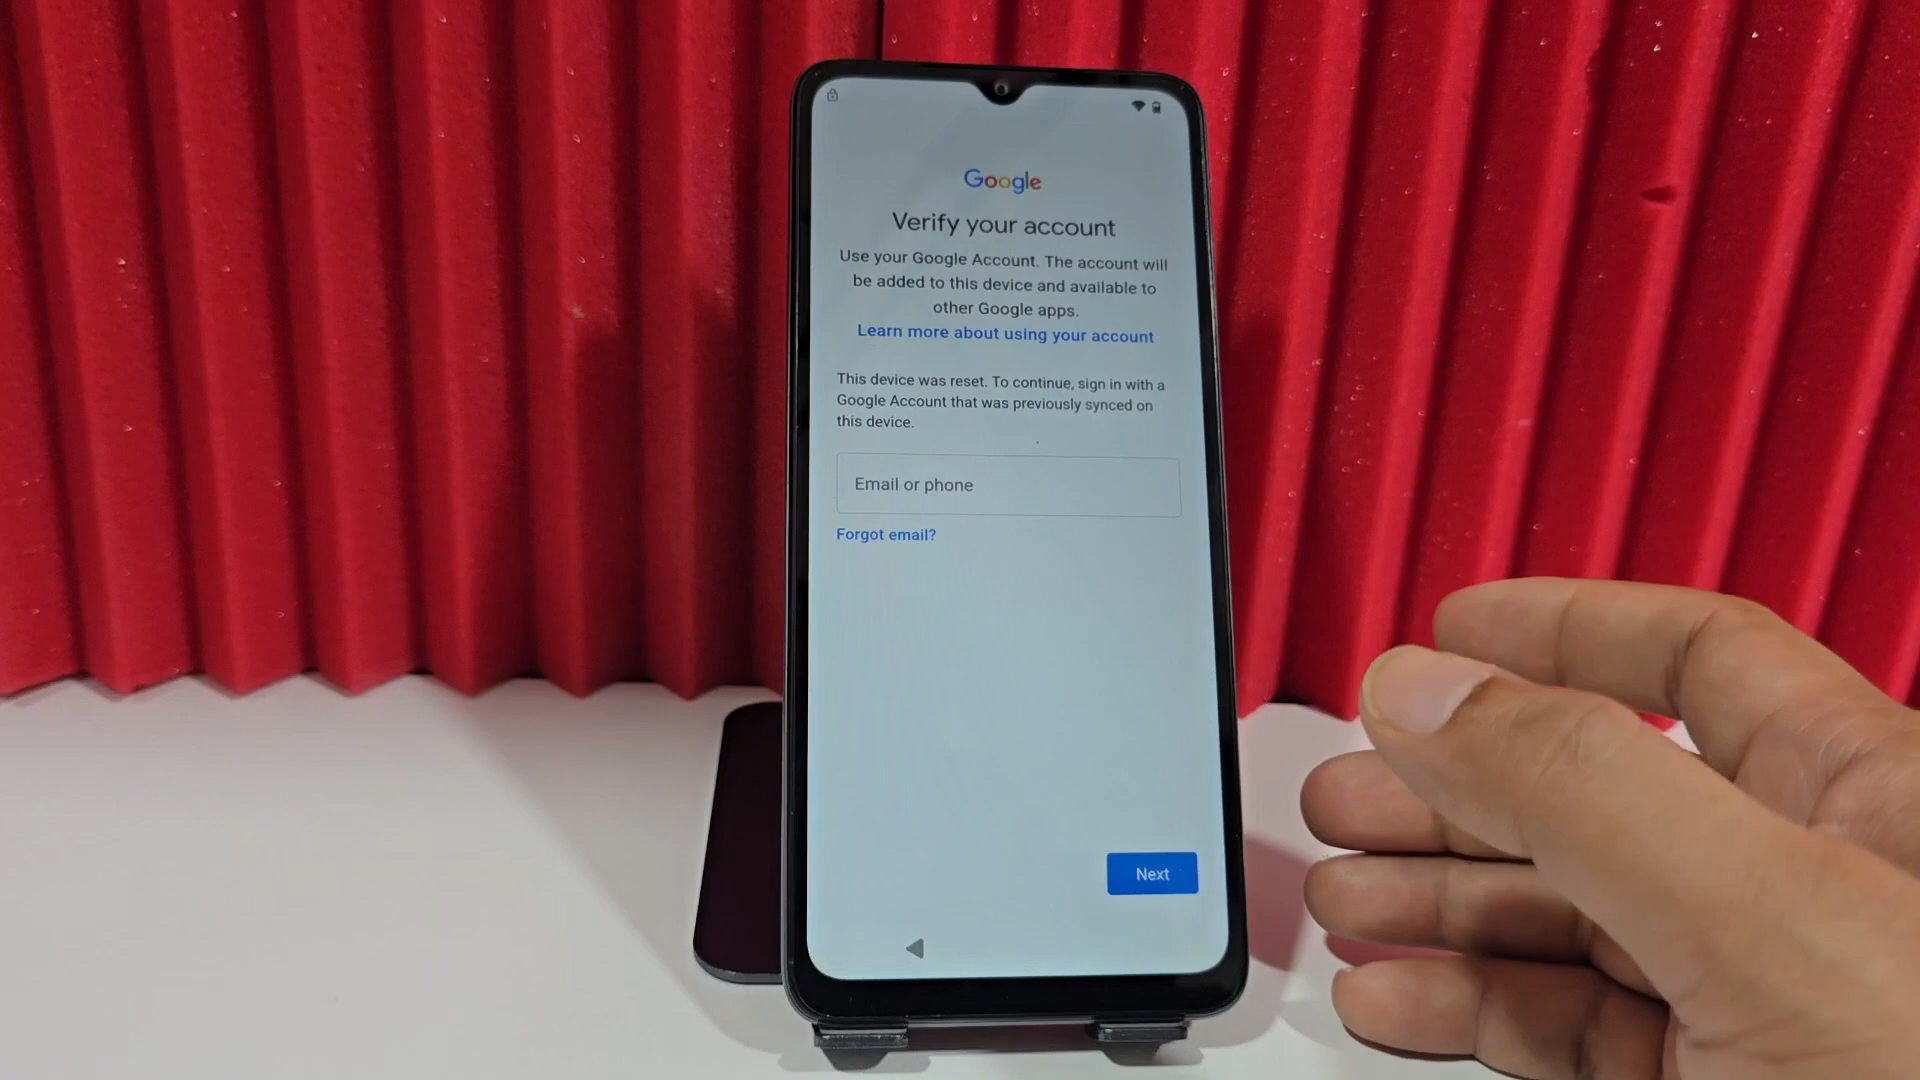 Google
Verify your account
Use your Google Account. The account will
be added to this device and available to
other Google apps.
Learn more about using your account
This device was reset. To continue, sign in with a
Google Account that was previously synced on
this device.
Email or phone
Forgot email?
Next